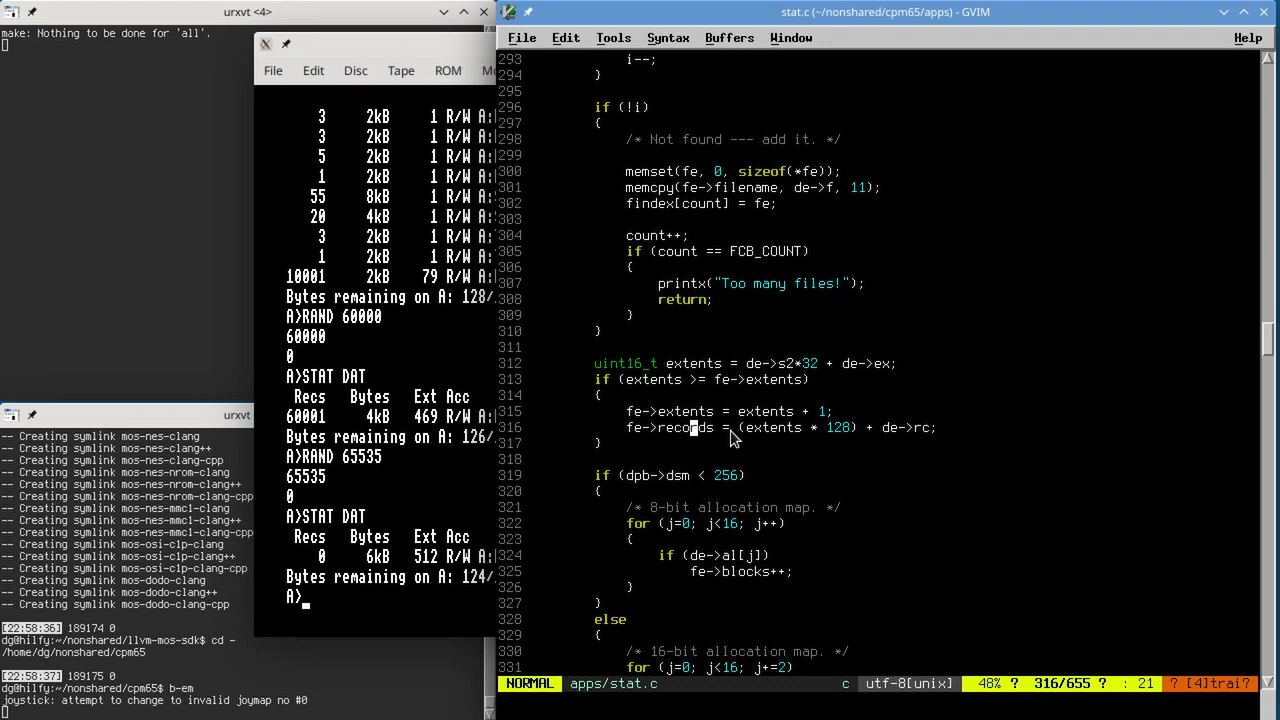 urxvt <4>
make: Nothing to be done for 'all'.
File Edit Disc Tape ROM
3 2kB 1 R/W A:
3 2kB 1 R/W A:
5 2kB 1 R/W A:
1 2kB 1 R/W A:
55 8kB 1 R/W A:
20 4kB 1 R/W A:
3 2kB 1 R/W A:
1 2kB 1 R/W A:
10001 2kB 79 R/W A:
Bytes remaining on A: 128/
A>RAND 60000
60000
0
A>STAT DAT
Recs Bytes Ext Acc
60001 4kB 469 R/W A:
Bytes remaining on A: 126/
A>RAND 65535
65535
0
A>STAT DAT
Recs Bytes Ext Acc
0 6kB 512 R/W A:
Bytes remaining on A: 124/
A>
urxvt
-- Creating symlink mos-nes-clang
-- Creating symlink mos-nes-clang++
-- Creating symlink mos-nes-clang-cpp
-- Creating symlink mos-nes-nrom-clang
-- Creating symlink mos-nes-nrom-clang++
-- Creating symlink mos-nes-nrom-clang-cpp
-- Creating symlink mos-nes-mmc1-clang
-- Creating symlink mos-nes-mmc1-clang++
-- Creating symlink mos-nes-mmc1-clang-cpp
-- Creating symlink mos-osi-c1p-clang
-- Creating symlink mos-osi-c1p-clang++
-- Creating symlink mos-osi-c1p-clang-cpp
-- Creating symlink mos-dodo-clang
-- Creating symlink mos-dodo-clang++
-- Creating symlink mos-dodo-clang-cpp
[22:58:36] 189174 0
dg@hilfy:~/nonshared/llvm-mos-sdk$ cd -
/home/dg/nonshared/cpm65
[22:58:37] 189175 0
dg@hilfy:~/nonshared/cpm65$ b-em
joystick: attempt to change to invalid joymap no #0
stat.c (~/nonshared/cpm65/apps) - GVIM
File Edit Tools Syntax Buffers Window Help
293 i--;
294 }
295
296 if (!i)
297 {
298 /* Not found --- add it. */
299
300 memset(fe, 0, sizeof(*fe));
301 memcpy(fe->filename, de->f, 11);
302 findex[count] = fe;
303
304 count++;
305 if (count == FCB_COUNT)
306 {
307 printx("Too many files!");
308 return;
309 }
310 }
311
312 uint16_t extents = de->s2*32 + de->ex;
313 if (extents >= fe->extents)
314 {
315 fe->extents = extents + 1;
316 fe->records = (extents * 128) + de->rc;
317 }
318
319 if (dpb->dsm < 256)
320 {
321 /* 8-bit allocation map. */
322 for (j=0; j<16; j++)
323 {
324 if (de->al[j])
325 fe->blocks++;
326 }
327 }
328 else
329 {
330 /* 16-bit allocation map. */
331 for (j=0; j<16; j+=2)
NORMAL apps/stat.c c utf-8[unix] 48% ? 316/655 ? : 21 ? [4]trai?